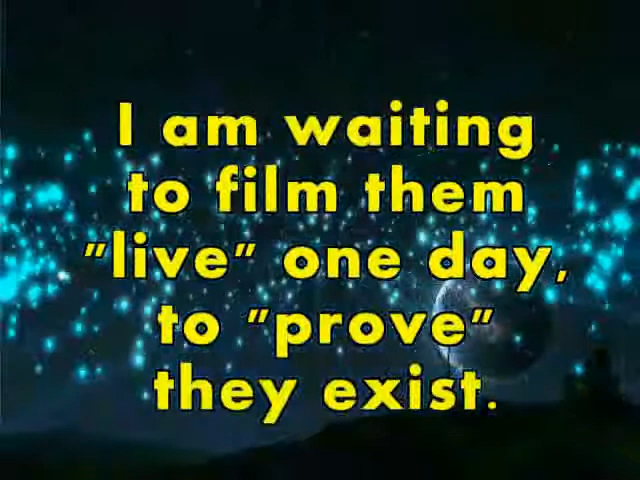 I am waiting
to film them
"live" one day,
to "prove"
they exist.